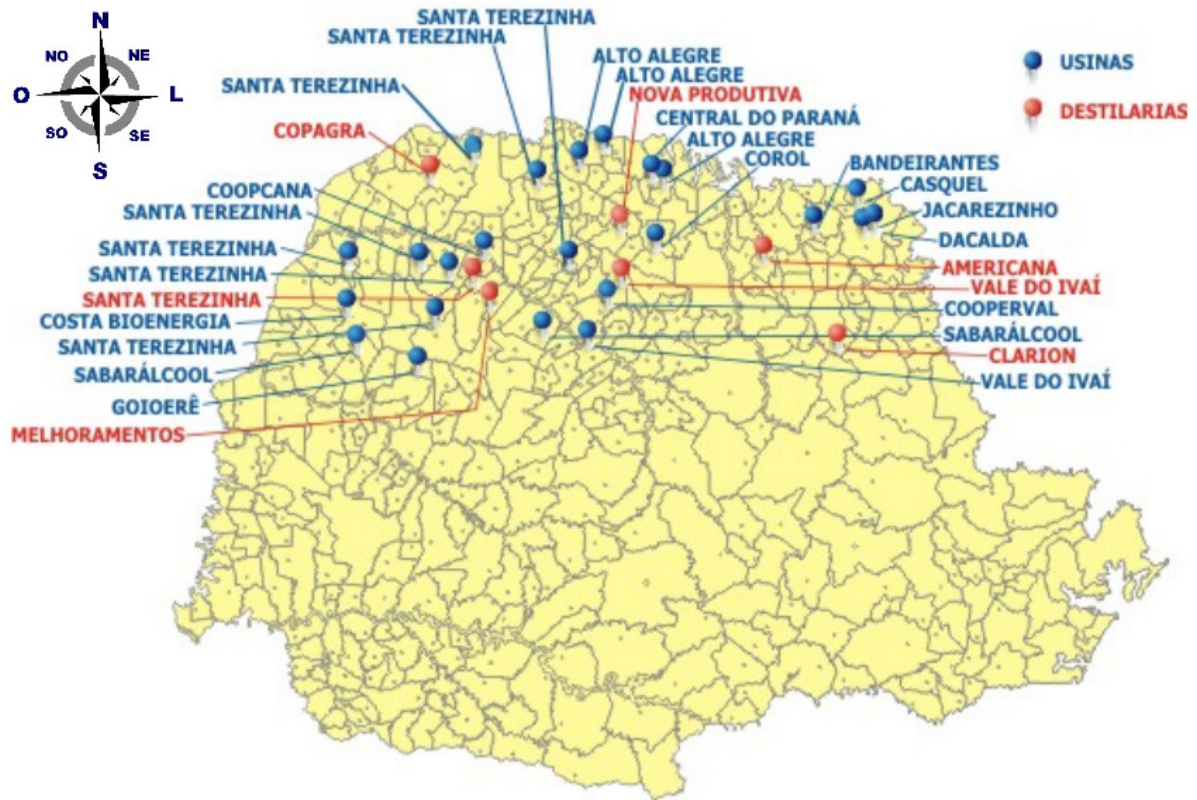 N
NO
NE
O
L
SO
SE
S
SANTA TEREZINHA
SANTA TEREZINHA
SANTA TEREZINHA
COPAGRA
ALTO ALEGRE
ALTO ALEGRE
NOVA PRODUTIVA
CENTRAL DO PARANÁ
ALTO ALEGRE
COROL
USINAS
DESTILARIAS
BANDEIRANTES
CASQUEL
JACAREZINHO
DACALDA
AMERICANA
VALE DO IVAÍ
COOPERVAL
SABARÁLCOOL
CLARION
VALE DO IVAÍ
COOPCANA
SANTA TEREZINHA
SANTA TEREZINHA
SANTA TEREZINHA
SANTA TEREZINHA
COSTA BIOENERGIA
SANTA TEREZINHA
SABARÁLCOOL
GOIOERÊ
MELHORAMENTOS